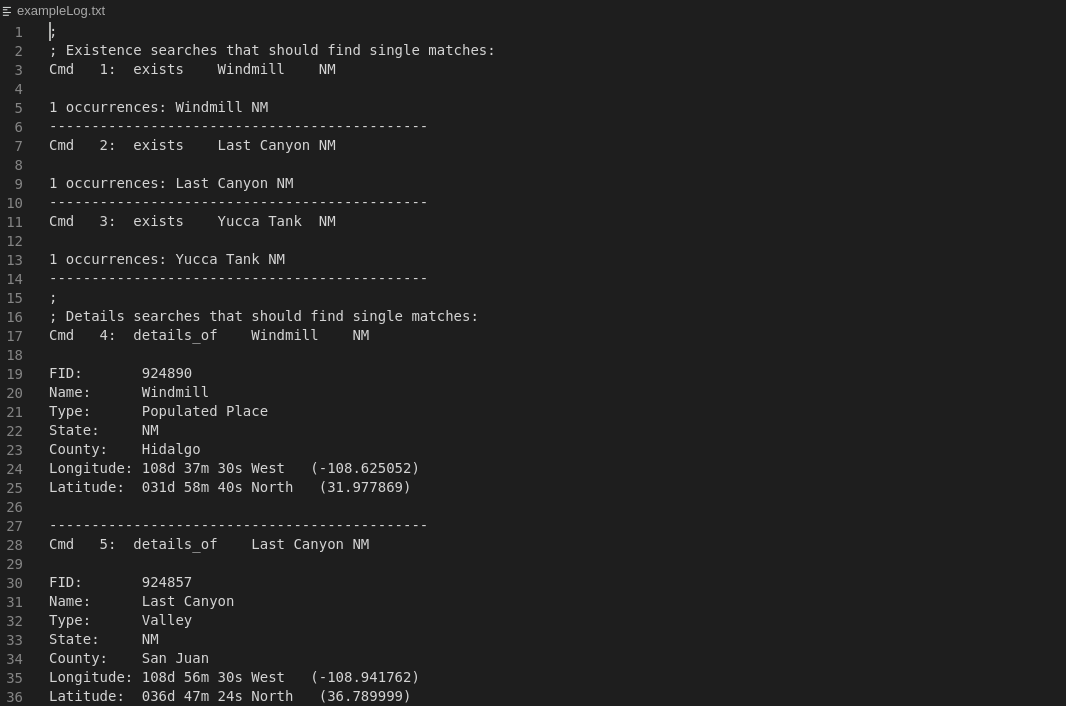 exampleLog.txt
1 ;
2 ; Existence searches that should find single matches:
3 Cmd   1:  exists    Windmill    NM
4
5 1 occurrences: Windmill NM
6 ---------------------------------------------
7 Cmd   2:  exists    Last Canyon NM
8
9 1 occurrences: Last Canyon NM
10 ---------------------------------------------
11 Cmd   3:  exists    Yucca Tank  NM
12
13 1 occurrences: Yucca Tank NM
14 ---------------------------------------------
15 ;
16 ; Details searches that should find single matches:
17 Cmd   4:  details_of    Windmill    NM
18
19 FID:       924890
20 Name:      Windmill
21 Type:      Populated Place
22 State:     NM
23 County:    Hidalgo
24 Longitude: 108d 37m 30s West   (-108.625052)
25 Latitude:  031d 58m 40s North   (31.977869)
26
27 ---------------------------------------------
28 Cmd   5:  details_of    Last Canyon NM
29
30 FID:       924857
31 Name:      Last Canyon
32 Type:      Valley
33 State:     NM
34 County:    San Juan
35 Longitude: 108d 56m 30s West   (-108.941762)
36 Latitude:  036d 47m 24s North   (36.789999)